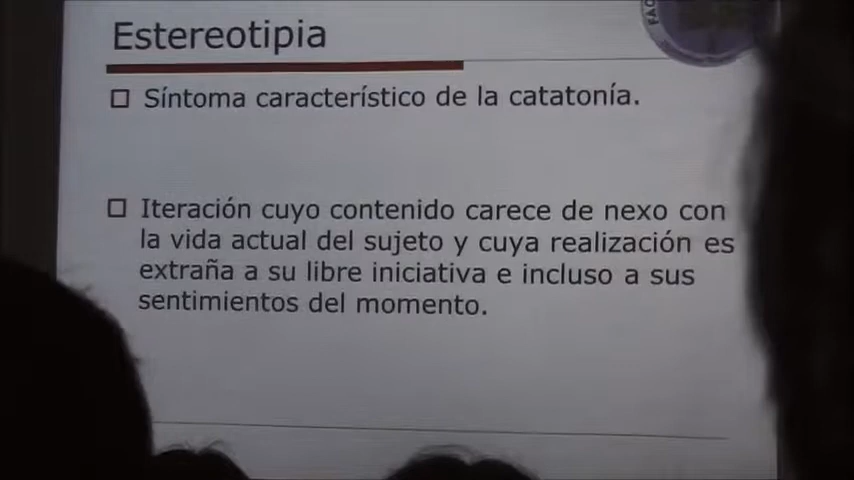 Estereotipia
Síntoma característico de la catatonía.
Iteración cuyo contenido carece de nexo con
la vida actual del sujeto y cuya realización es
extraña a su libre iniciativa e incluso a sus
sentimientos del momento.
FAC